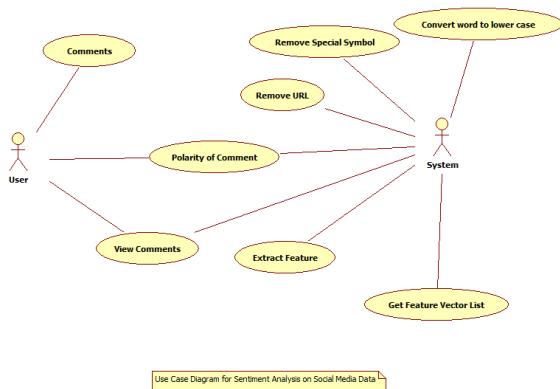 Convert word to lower case
Remove Special Symbol
Comments
Remove URL
Polarity of Comment
User
System
View Comments
Extract Feature
Get Feature Vector List
Use Case Diagram for Sentiment Analysis on Social Media Data